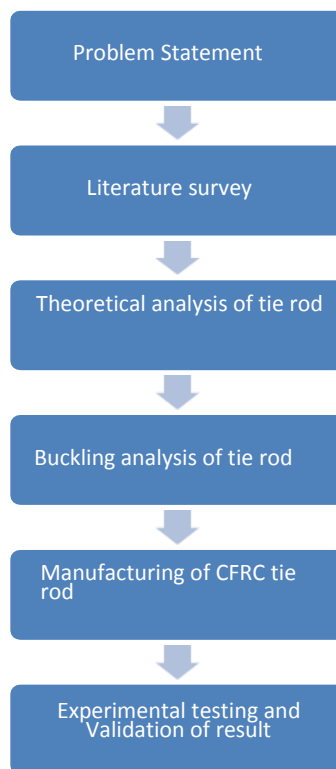 Problem Statement
Literature survey
Theoretical analysis of tie rod
Buckling analysis of tie rod
Manufacturing of CFRC tie
rod
Experimental testing and
Validation of result